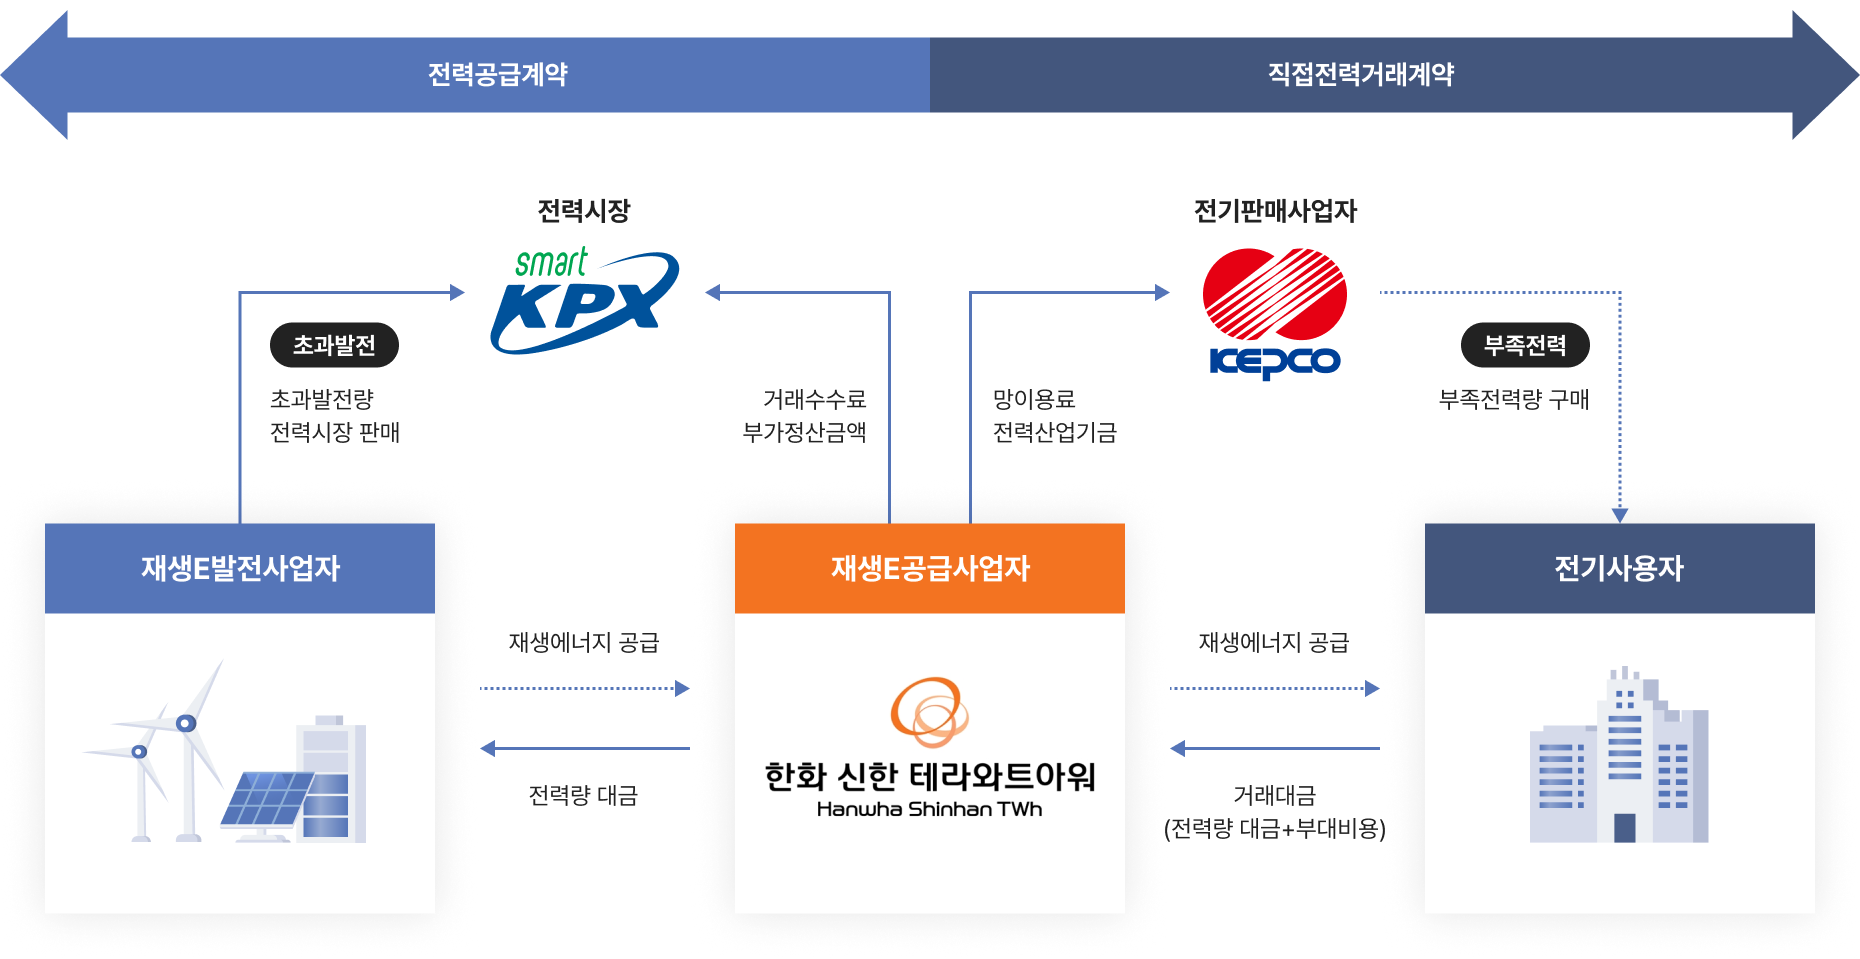 전력공급계약
직접전력거래계약
전력시장
smart
KPX
전기판매사업자
KEPCO
초과발전
초과발전량
전력시장 판매
거래수수료
부가정산금액
망이용료
전력산업기금
부족전력
부족전력량 구매
재생E발전사업자
재생E공급사업자
전기사용자
재생에너지 공급
전력량 대금
한화 신한 테라와트아워
Hanwha Shinhan TWh
재생에너지 공급
거래대금
(전력량 대금+부대비용)